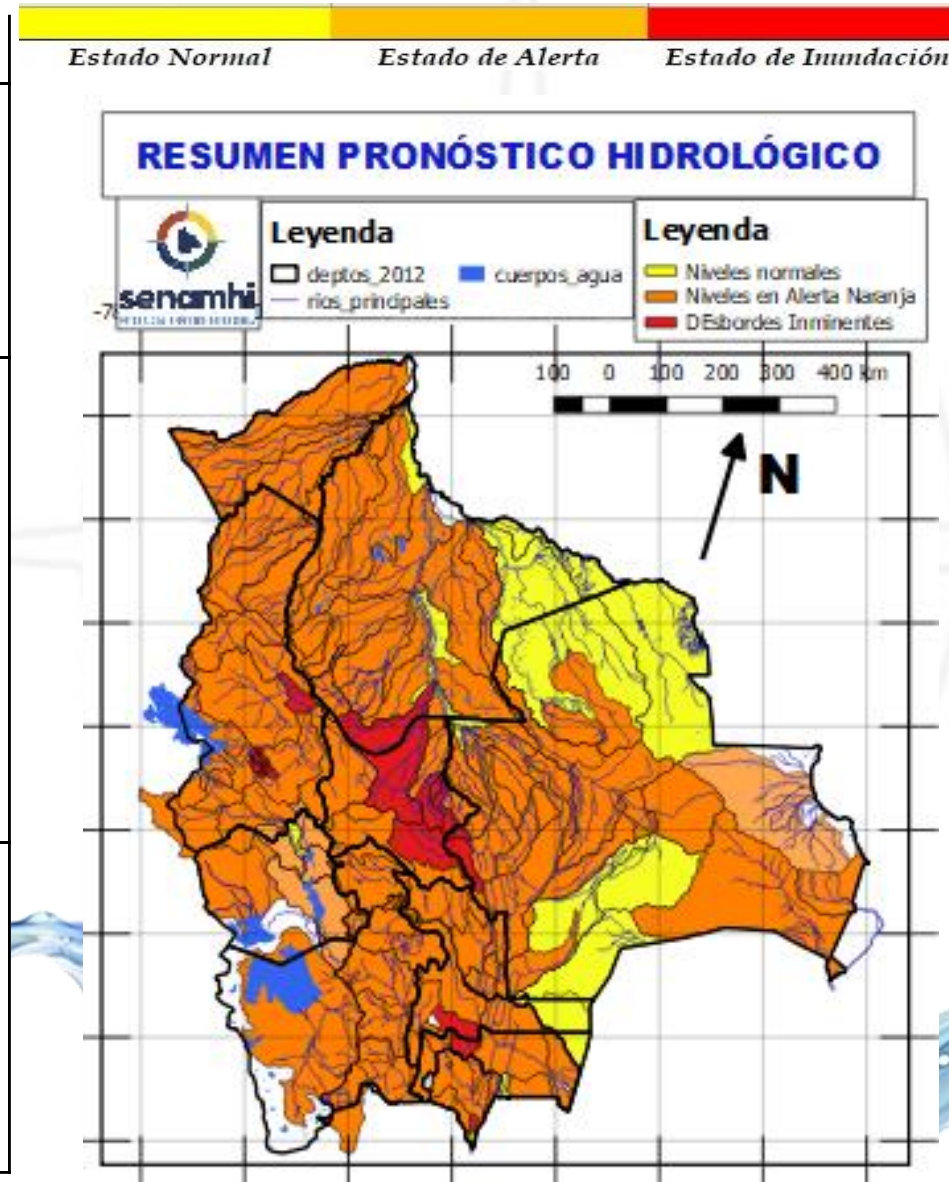 Estado Normal Estado de Alerta Estado de Inundación
RESUMEN PRONÓSTICO HIDROLÓGICO
senamhi
Leyenda
deptos_2012 cuerpos_agua
rios_principales
Leyenda
Niveles normales
Niveles en Alerta Naranja
DEsbordes Inminentes
100 0 100 200 300 400 km
N